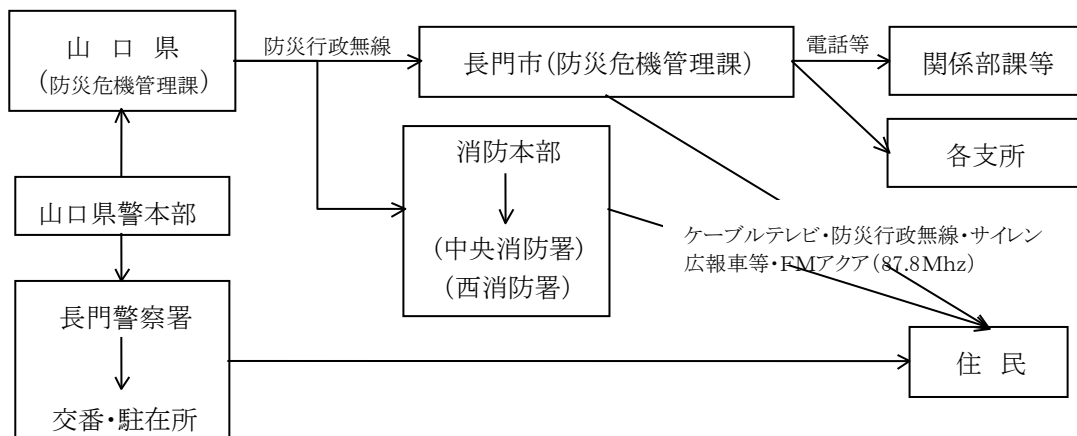 山 口 県
(防災危機管理課)
防災行政無線
長門市(防災危機管理課)
電話等
関係部課等
各支所
消防本部
(中央消防署)
(西消防署)
山口県警本部
ケーブルテレビ・防災行政無線・サイレン
広報車等・FMアクア(87.8Mhz)
長門警察署
交番・駐在所
住 民